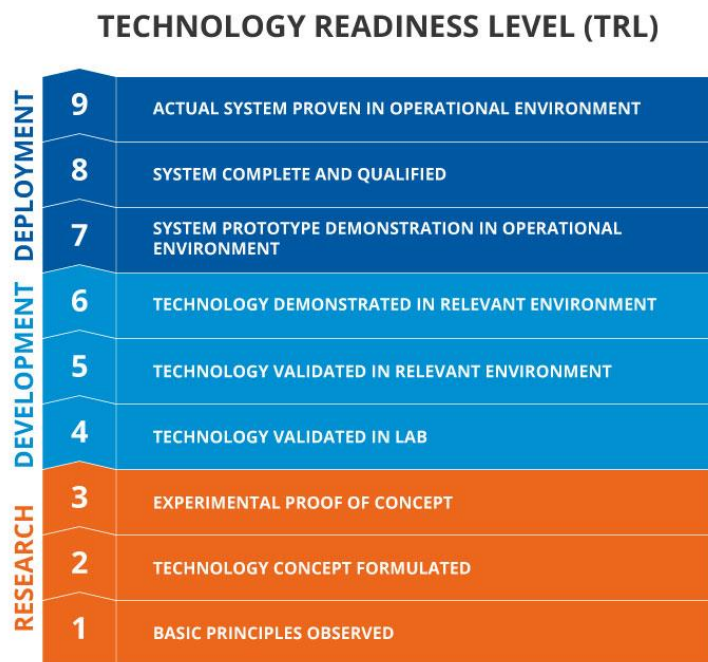 TECHNOLOGY READINESS LEVEL (TRL)
DEPLOYMENT
9
ACTUAL SYSTEM PROVEN IN OPERATIONAL ENVIRONMENT
8
SYSTEM COMPLETE AND QUALIFIED
7
SYSTEM PROTOTYPE DEMONSTRATION IN OPERATIONAL
ENVIRONMENT
DEVELOPMENT
6
TECHNOLOGY DEMONSTRATED IN RELEVANT ENVIRONMENT
5
TECHNOLOGY VALIDATED IN RELEVANT ENVIRONMENT
4
TECHNOLOGY VALIDATED IN LAB
RESEARCH
3
EXPERIMENTAL PROOF OF CONCEPT
2
TECHNOLOGY CONCEPT FORMULATED
1
BASIC PRINCIPLES OBSERVED